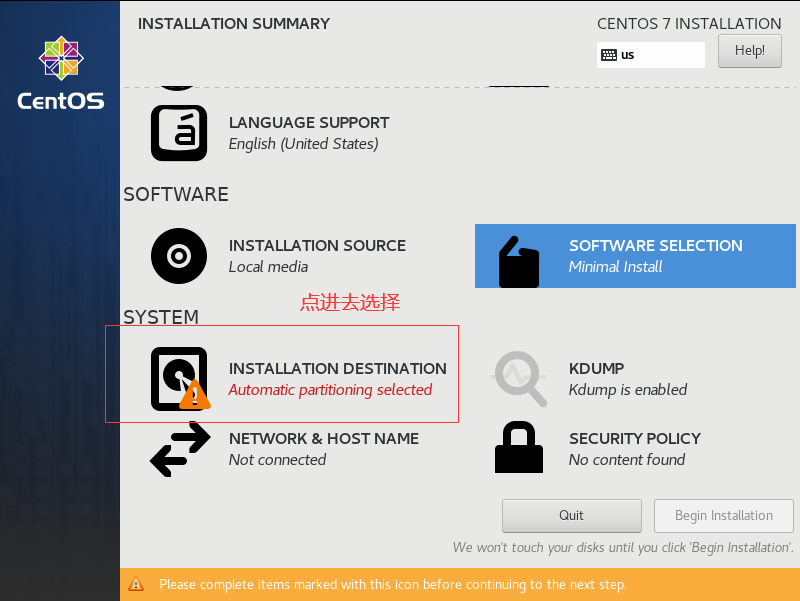 INSTALLATION SUMMARY
CENTOS 7 INSTALLATION
us
Help!
CentOS
LANGUAGE SUPPORT
English (United States)
SOFTWARE
INSTALLATION SOURCE
Local media
SOFTWARE SELECTION
Minimal Install
点进去选择
SYSTEM
INSTALLATION DESTINATION
Automatic partitioning selected
KDUMP
Kdump is enabled
NETWORK & HOST NAME
Not connected
SECURITY POLICY
No content found
Quit
Begin Installation
We won't touch your disks until you click 'Begin Installation'.
Please complete items marked with this icon before continuing to the next step.